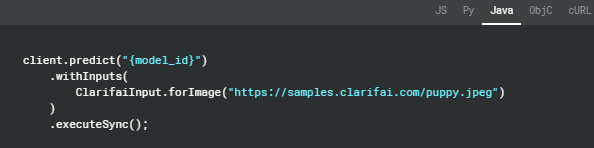 JS Py Java ObjC cURL
client.predict("{model_id}")
    .withInputs(
        ClarifaiInput.forImage("https://samples.clarifai.com/puppy.jpeg")
    )
    .executeSync();